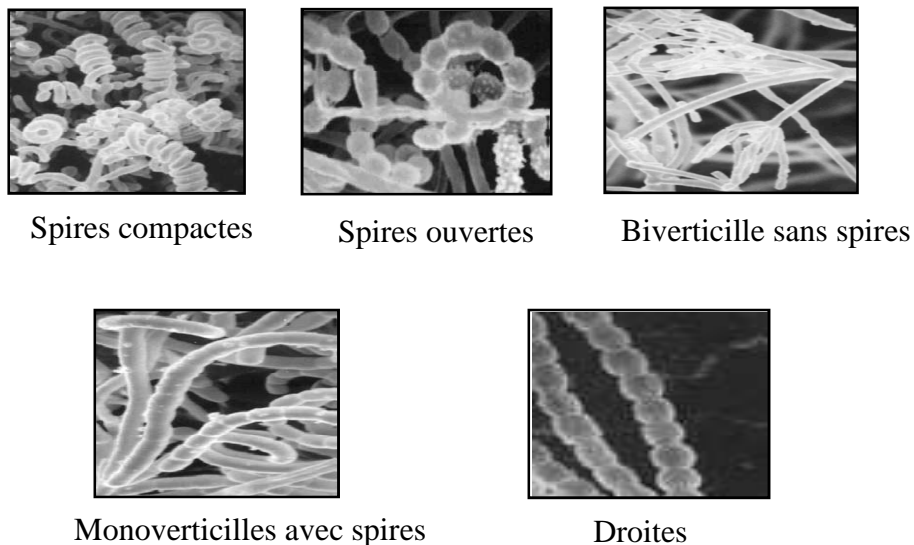 Spires compactes
Spires ouvertes
Biverticille sans spires
Monoverticilles avec spires
Droites